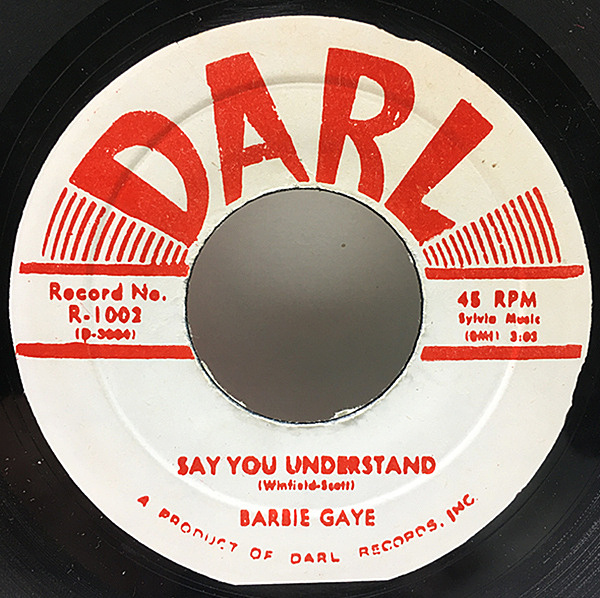 DARL
Record No.
R-1002
45 RPM
Sylvia Music
(BMI) 3:03
SAY YOU UNDERSTAND
(Winfield-Scott)
BARBIE GAYE
A PRODUCT OF DARL RECORDS, INC.